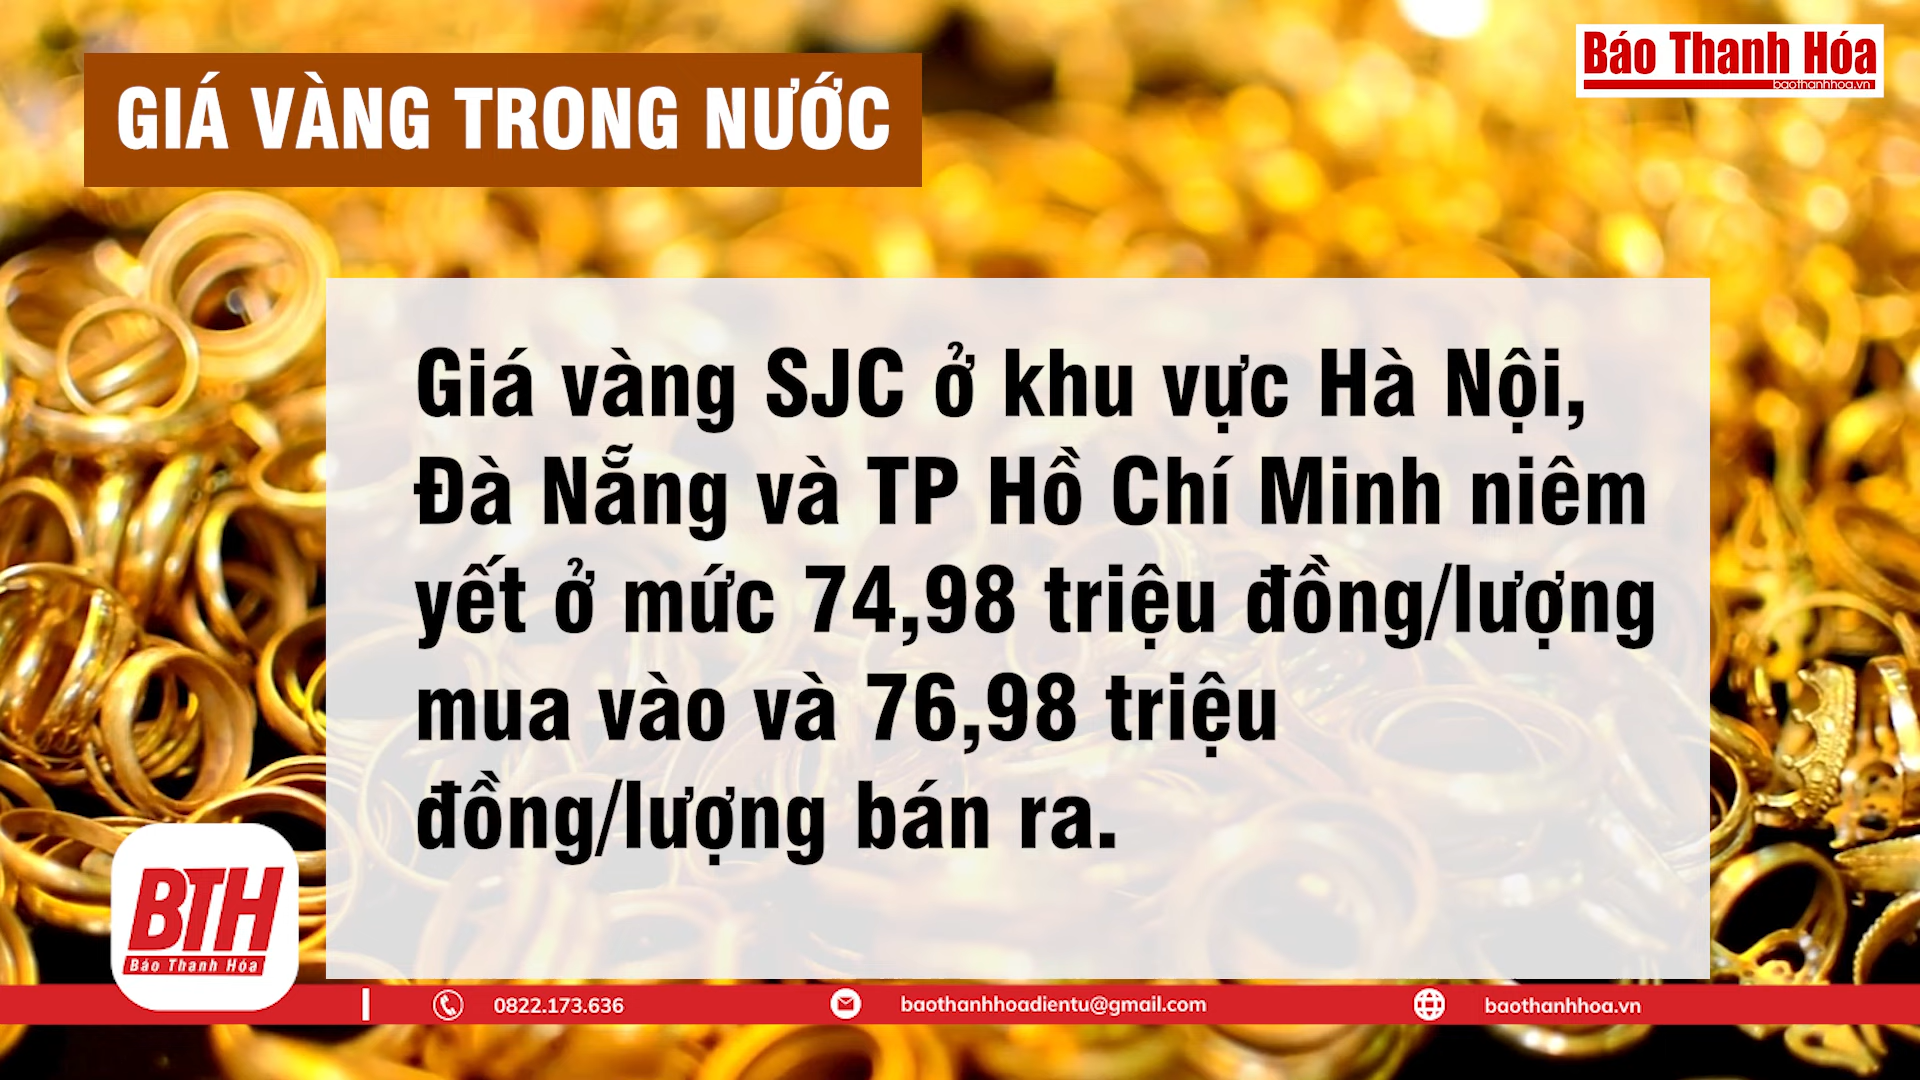 GIÁ VÀNG TRONG NƯỚC
Báo Thanh Hóa
baothanhhoa.vn
Giá vàng SJC ở khu vực Hà Nội,
Đà Nẵng và TP Hồ Chí Minh niêm
yết ở mức 74,98 triệu đồng/lượng
mua vào và 76,98 triệu
đồng/lượng bán ra.
BTH
Báo Thanh Hóa
0822.173.636
baothanhhoadientu@gmail.com
baothanhhoa.vn